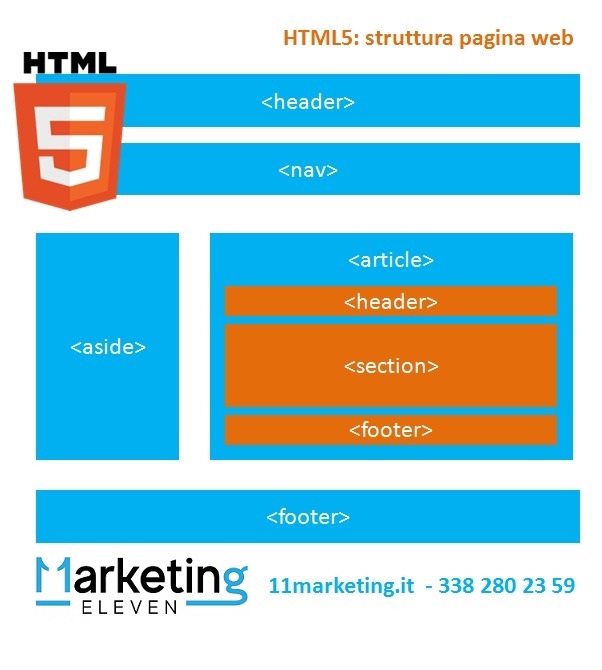 HTML5: struttura pagina web
HTML
5
<header>
<nav>
<aside>
<article>
<header>
<section>
<footer>
<footer>
11arketing
ELEVEN
11marketing.it - 338 280 23 59